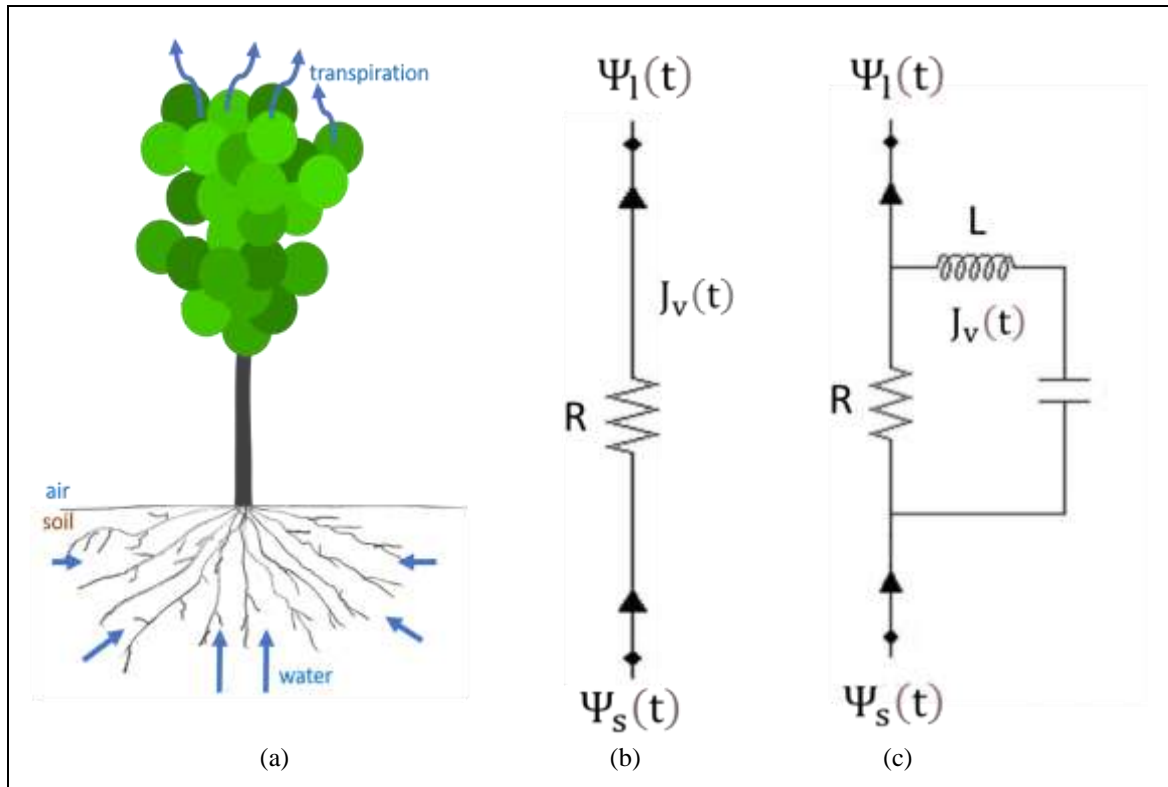 transpiration
air
soil
water
(a)
Ψₗ(t)
Jᵥ(t)
R
Ψₛ(t)
(b)
Ψₗ(t)
L
Jᵥ(t)
R
Ψₛ(t)
(c)